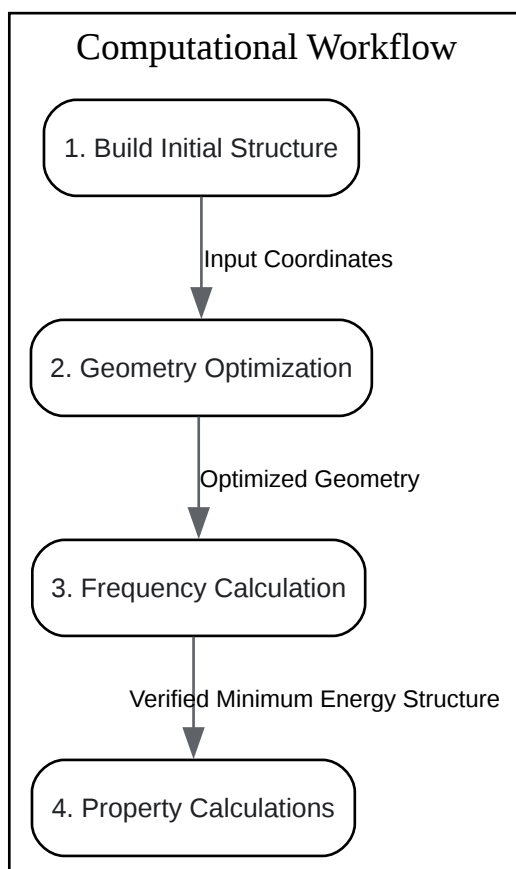 Computational Workflow
1. Build Initial Structure
Input Coordinates
2. Geometry Optimization
Optimized Geometry
3. Frequency Calculation
Verified Minimum Energy Structure
4. Property Calculations